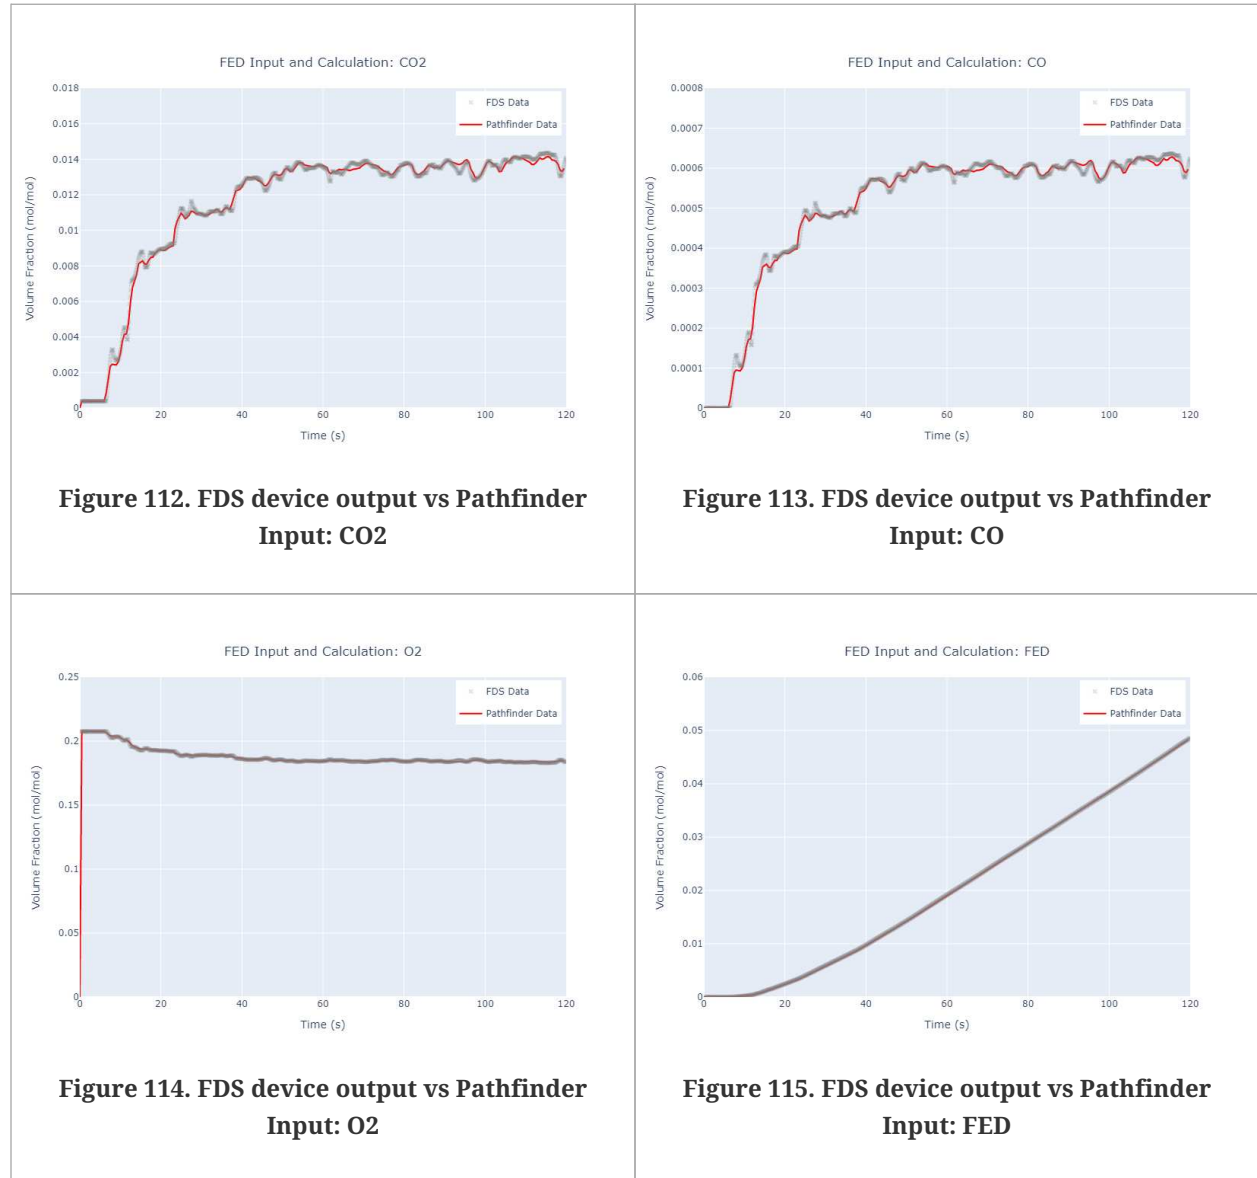 FED Input and Calculation: CO2
FDS Data
Pathfinder Data
0.018
0.016
0.014
0.012
0.01
0.008
0.006
0.004
0.002
0
Volume Fraction (mol/mol)
0 20 40 60 80 100 120
Time (s)
Figure 112. FDS device output vs Pathfinder
Input: CO2
FED Input and Calculation: CO
FDS Data
Pathfinder Data
0.0008
0.0007
0.0006
0.0005
0.0004
0.0003
0.0002
0.0001
0
Volume Fraction (mol/mol)
0 20 40 60 80 100 120
Time (s)
Figure 113. FDS device output vs Pathfinder
Input: CO
FED Input and Calculation: O2
FDS Data
Pathfinder Data
0.25
0.2
0.15
0.1
0.05
0
Volume Fraction (mol/mol)
0 20 40 60 80 100 120
Time (s)
Figure 114. FDS device output vs Pathfinder
Input: O2
FED Input and Calculation: FED
FDS Data
Pathfinder Data
0.06
0.05
0.04
0.03
0.02
0.01
0
Volume Fraction (mol/mol)
0 20 40 60 80 100 120
Time (s)
Figure 115. FDS device output vs Pathfinder
Input: FED